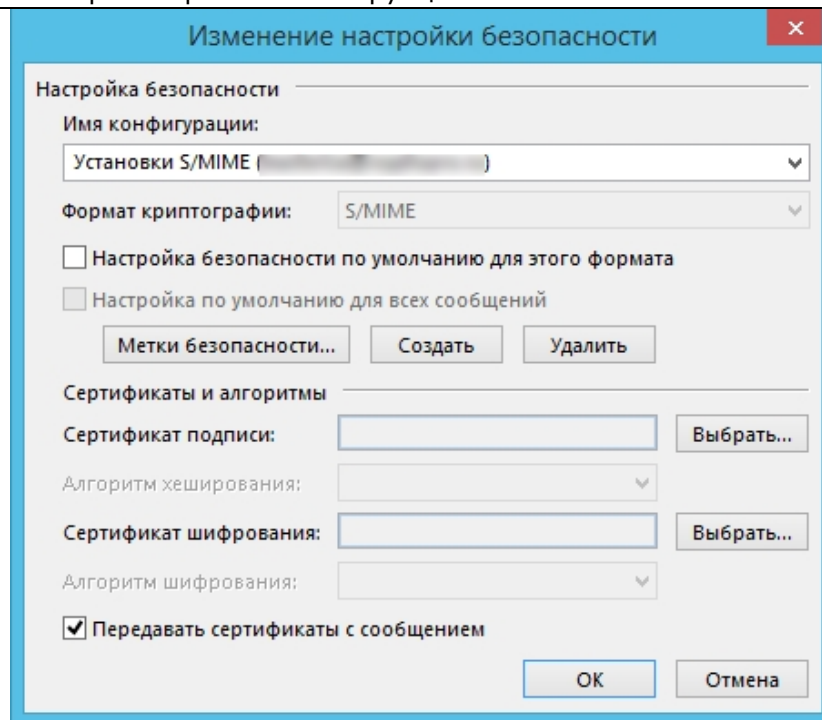 Изменение настройки безопасности
Настройка безопасности
Имя конфигурации:
Установки S/MIME ( )
Формат криптографии: S/MIME
Настройка безопасности по умолчанию для этого формата
Настройка по умолчанию для всех сообщений
Метки безопасности... Создать Удалить
Сертификаты и алгоритмы
Сертификат подписи: Выбрать...
Алгоритм хеширования:
Сертификат шифрования: Выбрать...
Алгоритм шифрования:
Передавать сертификаты с сообщением
ОК Отмена